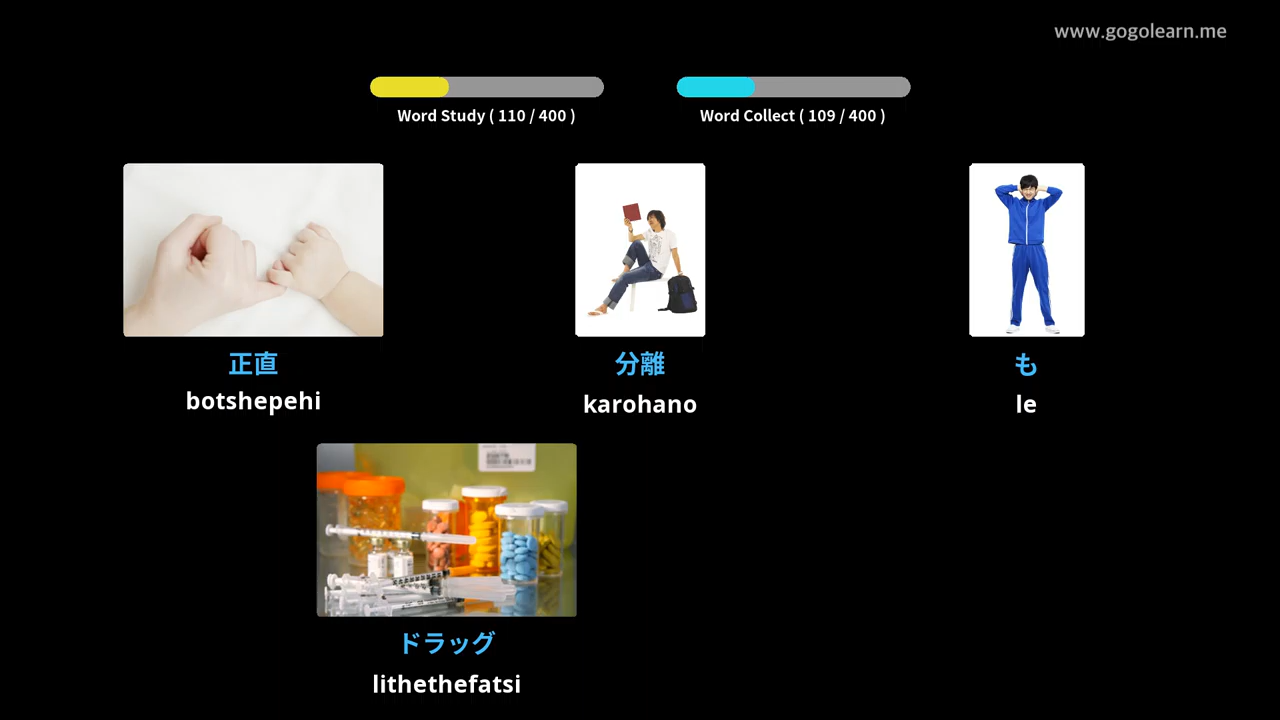 www.gogolearn.me
Word Study ( 110 / 400 )
Word Collect ( 109 / 400 )
正直
botshepehi
分離
karohano
も
le
ドラッグ
lithethefatsi